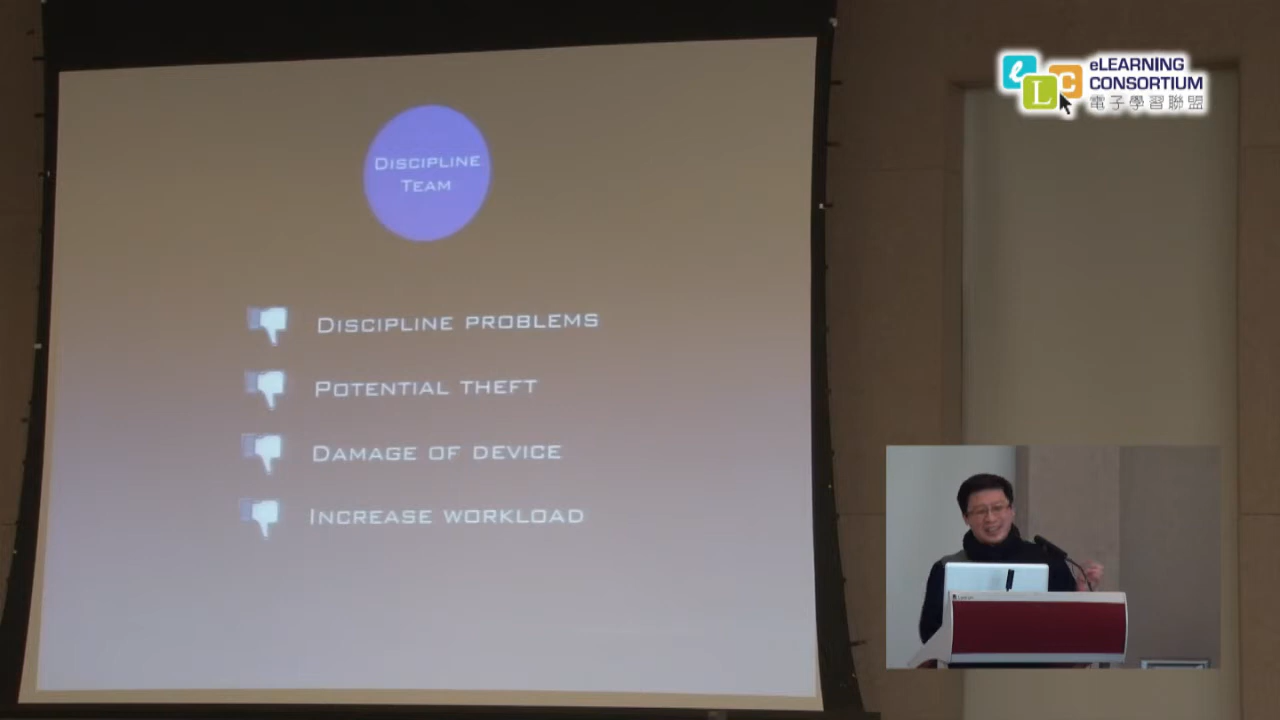 DISCIPLINE
TEAM
DISCIPLINE PROBLEMS
POTENTIAL THEFT
DAMAGE OF DEVICE
INCREASE WORKLOAD
e
L
C
eLEARNING
CONSORTIUM
電子學習聯盟